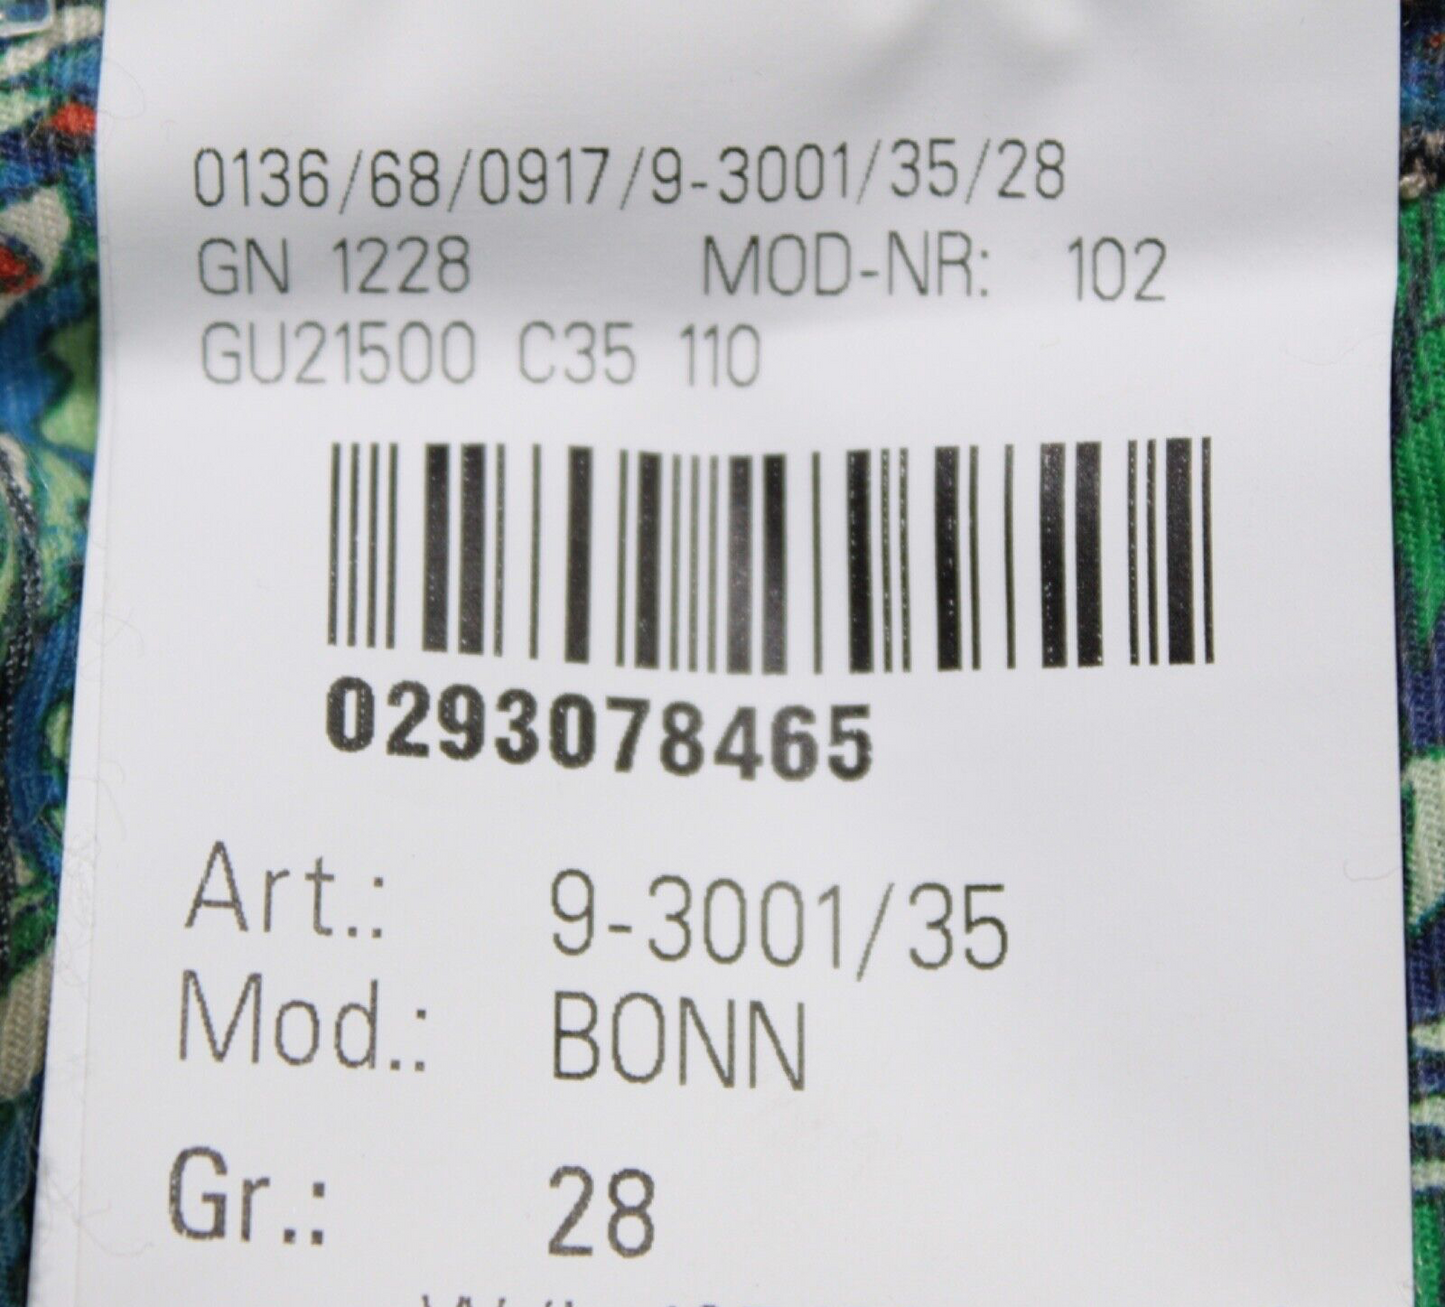 0136/68/0917/9-3001/35/28
GN 1228 MOD-NR: 102
GU21500 C35 110
0293078465
Art.: 9-3001/35
Mod.: BONN
Gr.: 28